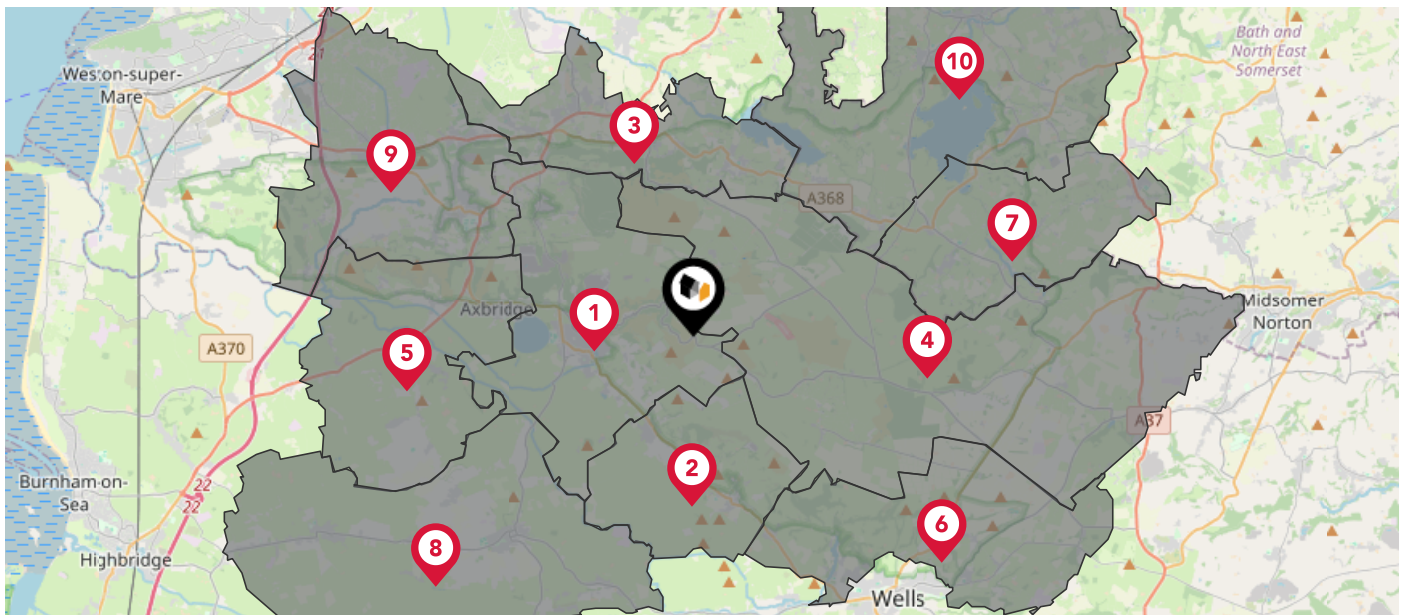 21
Bath and
North East
Somerset
Weston-super-
Mare
10
3
9
A368
7
Axbridge
1
Midsomer
Norton
A370
4
5
A37
2
Burnham-on-
Sea
22
22
6
Highbridge
8
Wells